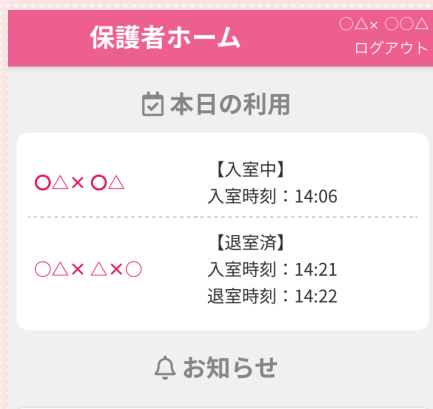 保護者ホーム
〇△× 〇〇△
ログアウト
本日の利用
〇△× 〇△
【入室中】
入室時刻：14:06
〇△× △×〇
【退室済】
入室時刻：14:21
退室時刻：14:22
お知らせ